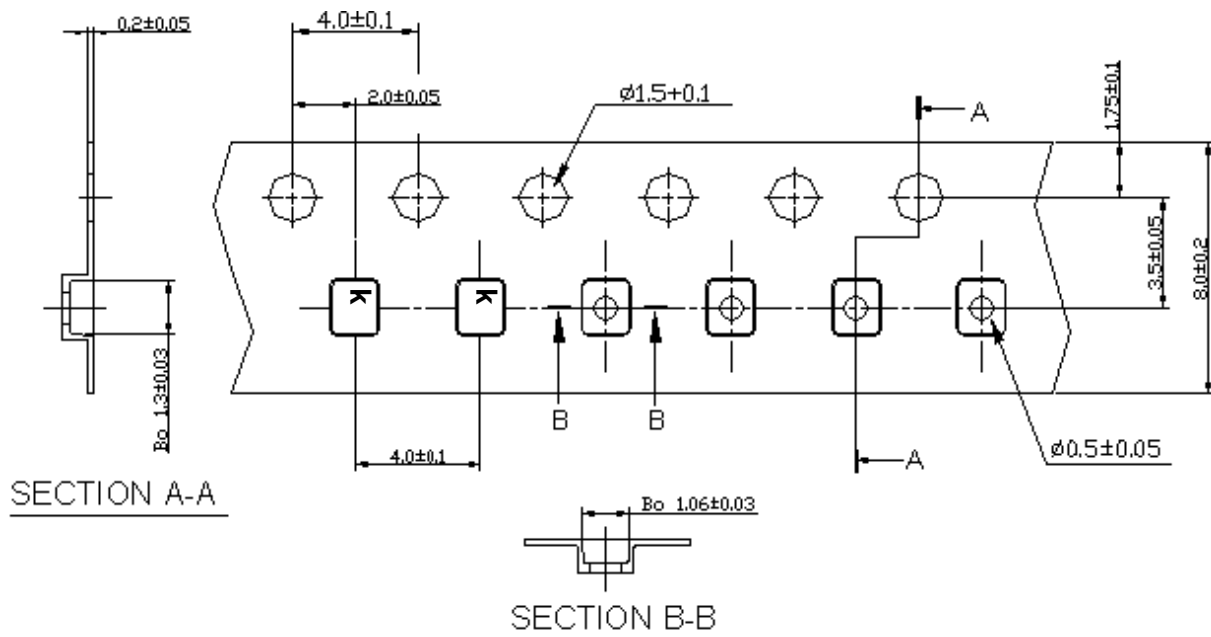 0.2±0.05
4.0±0.1
2.0±0.05
ø1.5+0.1
A
1.75±0.1
3.5±0.05
8.0±0.2
k
k
Bo 1.3±0.03
B
B
4.0±0.1
A
ø0.5±0.05
SECTION A-A
Bo 1.06±0.03
SECTION B-B